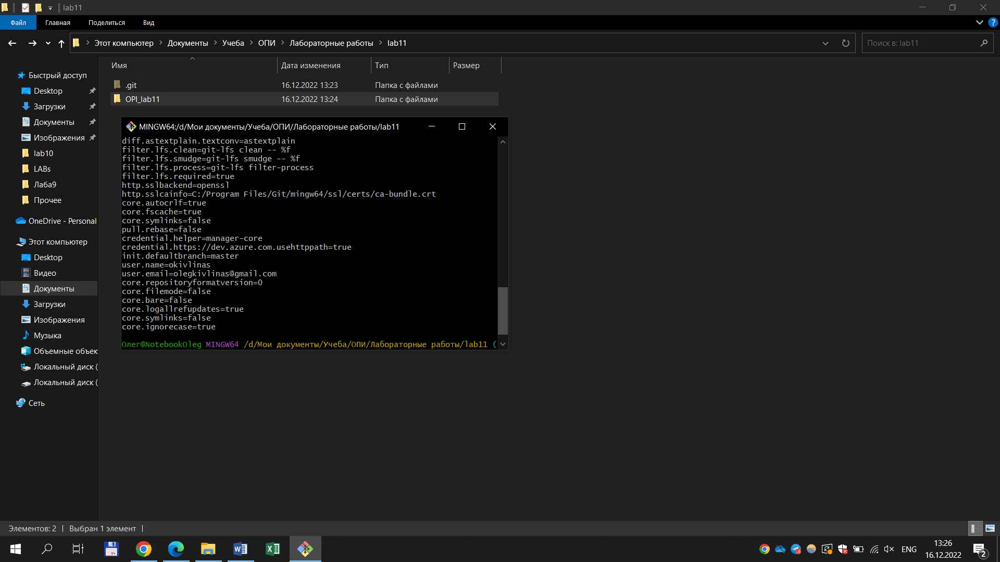 lab11
Файл Главная Поделиться Вид
Этот компьютер Документы Учеба ОПИ Лабораторные работы lab11
Поиск в: lab11
Имя Дата изменения Тип Размер
.git 16.12.2022 13:23 Папка с файлами
OPI_lab11 16.12.2022 13:24 Папка с файлами
Быстрый доступ
Desktop
Загрузки
Документы
Изображения
lab10
LABs
Лаба9
Прочее
OneDrive - Personal
Этот компьютер
Desktop
Видео
Документы
Загрузки
Изображения
Музыка
Объемные объек
Локальный диск (
Локальный диск (
Сеть
MINGW64:/d/Мои документы/Учеба/ОПИ/Лабораторные работы/lab11
diff.astextplain.textconv=astextplain
filter.lfs.clean=git-lfs clean -- %f
filter.lfs.smudge=git-lfs smudge -- %f
filter.lfs.process=git-lfs filter-process
filter.lfs.required=true
http.sslbackend=openssl
http.sslcainfo=C:/Program Files/Git/mingw64/ssl/certs/ca-bundle.crt
core.autocrlf=true
core.fscache=true
core.symlinks=false
pull.rebase=false
credential.helper=manager-core
credential.https://dev.azure.com.usehttppath=true
init.defaultbranch=master
user.name=okivlinas
user.email=olegkivlinas@gmail.com
core.repositoryformatversion=0
core.filemode=false
core.bare=false
core.logallrefupdates=true
core.symlinks=false
core.ignorecase=true
Олег@NotebookOleg MINGW64 /d/Мои документы/Учеба/ОПИ/Лабораторные работы/lab11 (
Элементов: 2 Выбран 1 элемент
ENG
13:26
16.12.2022
2